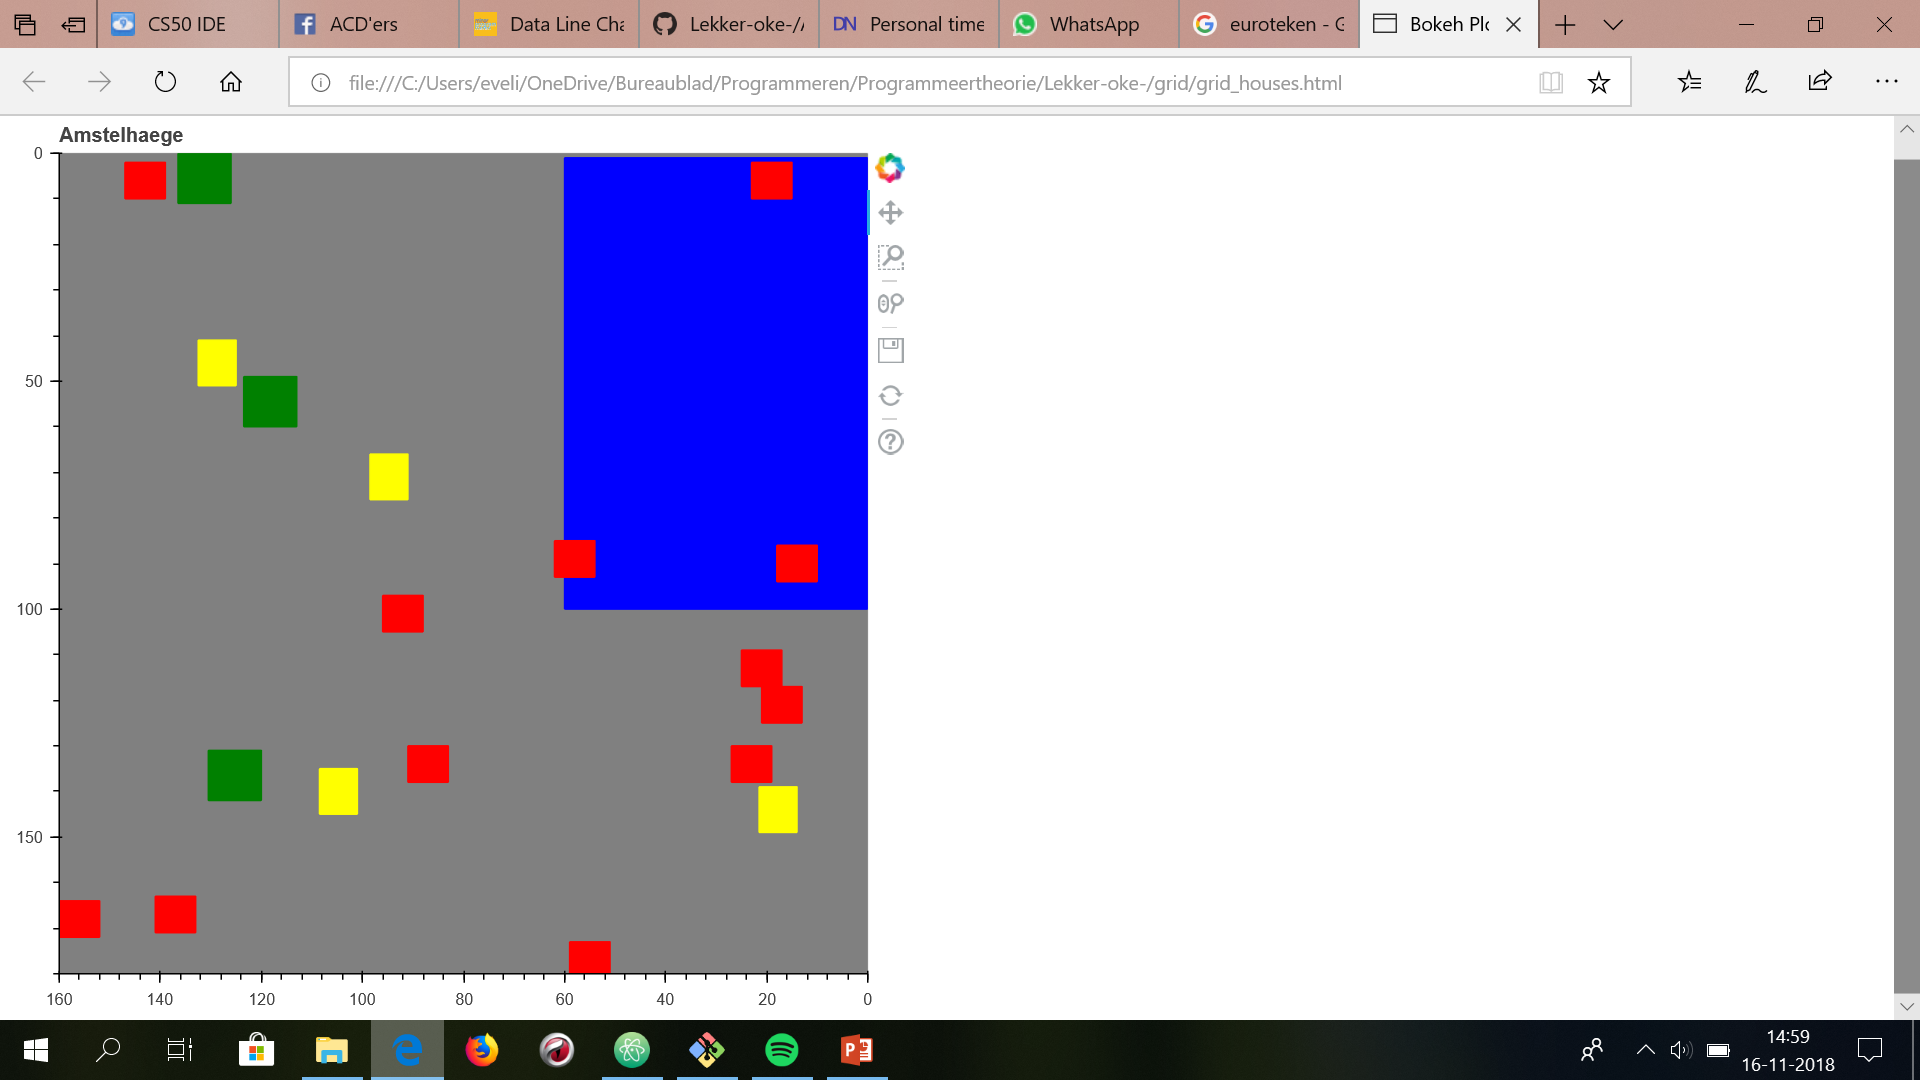 CS50 IDE
ACD'ers
Data Line Cha
Lekker-oke-//
DN Personal time
WhatsApp
euroteken - G
Bokeh Plo
file:///C:/Users/eveli/OneDrive/Bureaublad/Programmeren/Programmeertheorie/Lekker-oke-/grid/grid_houses.html
Amstelhaege
0
50
100
150
160 140 120 100 80 60 40 20 0
14:59
16-11-2018